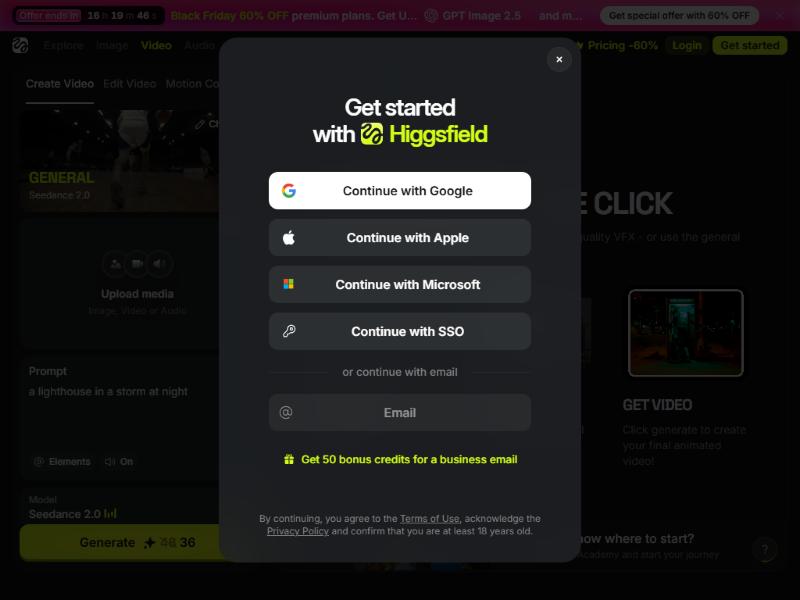 Offer ends in 16 h 19 m 46 s Black Friday 60% OFF premium plans. Get U... GPT Image 2.5 and m... Get special offer with 60% OFF
Explore Image Video Audio Pricing -60% Login Get started
Create Video Edit Video Motion Co
GENERAL
Seedance 2.0
Upload media
Image, Video or Audio
Prompt
a lighthouse in a storm at night
Elements On
Model
Seedance 2.0
Generate 48 36
Get started
with Higgsfield
Continue with Google
Continue with Apple
Continue with Microsoft
Continue with SSO
or continue with email
Email
Get 50 bonus credits for a business email
By continuing, you agree to the Terms of Use, acknowledge the
Privacy Policy and confirm that you are at least 18 years old.
E CLICK
quality VFX - or use the general
GET VIDEO
Click generate to create
your final animated
video!
now where to start?
Academy and start your journey
?